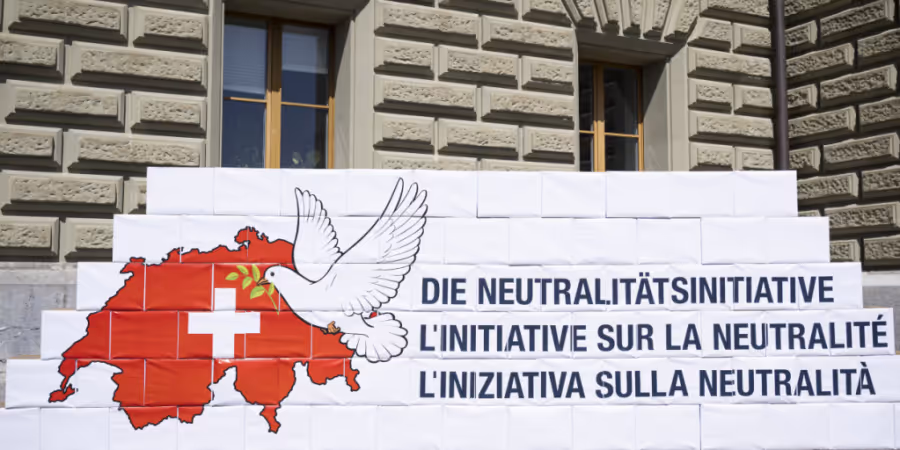 DIE NEUTRALITÄTSINITIATIVE
L'INITIATIVE SUR LA NEUTRALITÉ
L'INIZIATIVA SULLA NEUTRALITÀ